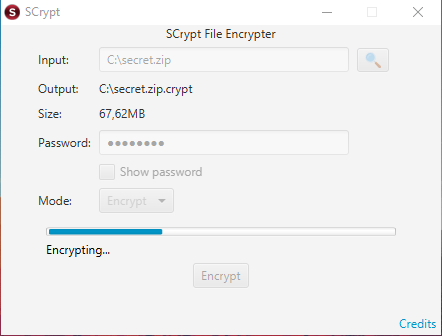 SCrypt
SCrypt File Encrypter
Input: C:\secret.zip
Output: C:\secret.zip.crypt
Size: 67,62MB
Password: ●●●●●●●●
Show password
Mode: Encrypt
Encrypting...
Encrypt
Credits